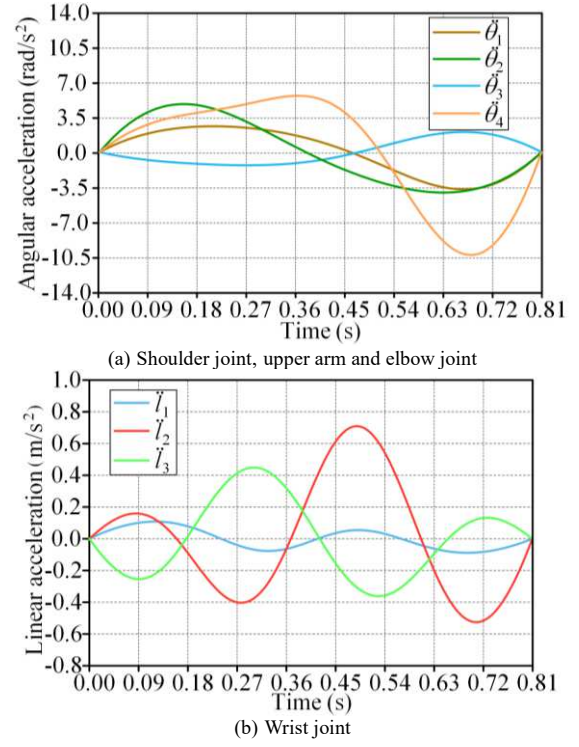 14.0
10.5
7.0
3.5
0.0
-3.5
-7.0
-10.5
-14.0
Angular acceleration (rad/s²)
θ̈₁
θ̈₂
θ̈₃
θ̈₄
0.00 0.09 0.18 0.27 0.36 0.45 0.54 0.63 0.72 0.81
Time (s)
(a) Shoulder joint, upper arm and elbow joint
1.0
0.8
0.6
0.4
0.2
0.0
-0.2
-0.4
-0.6
-0.8
Linear acceleration (m/s²)
l̈₁
l̈₂
l̈₃
0.00 0.09 0.18 0.27 0.36 0.45 0.54 0.63 0.72 0.81
Time (s)
(b) Wrist joint